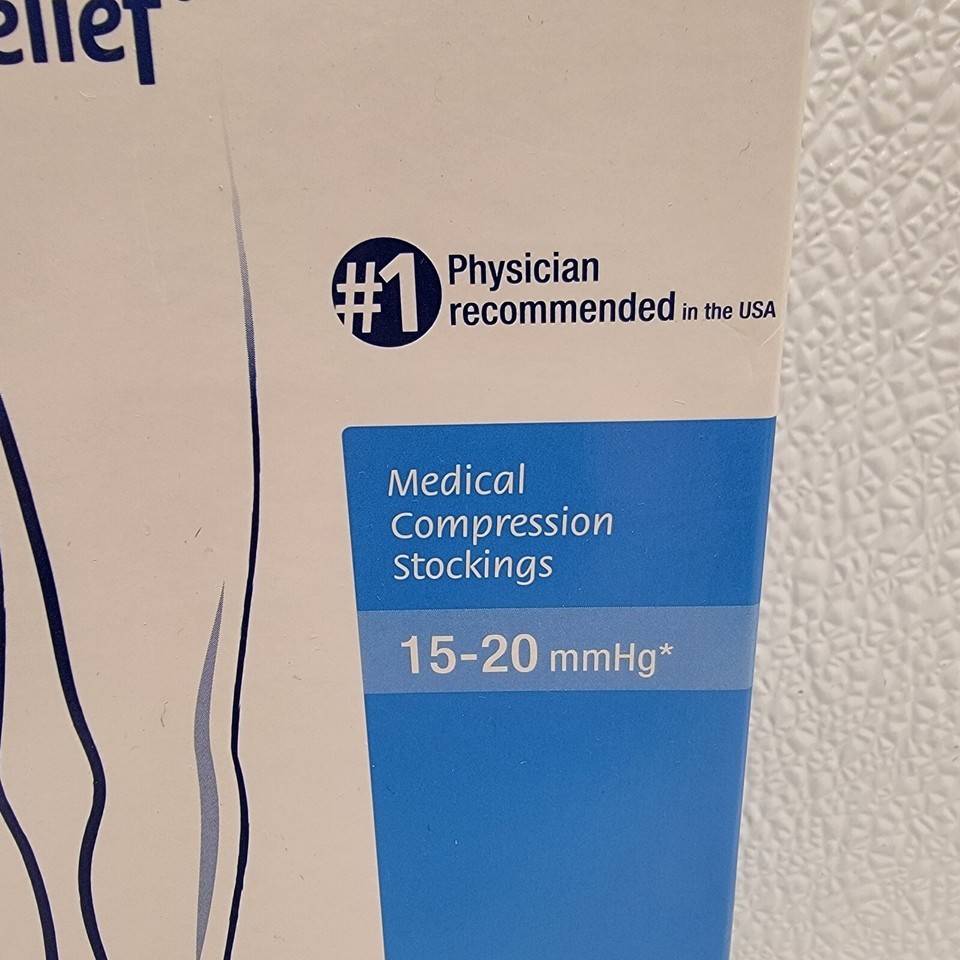 #1 Physician
recommended in the USA
Medical
Compression
Stockings
15-20 mmHg*